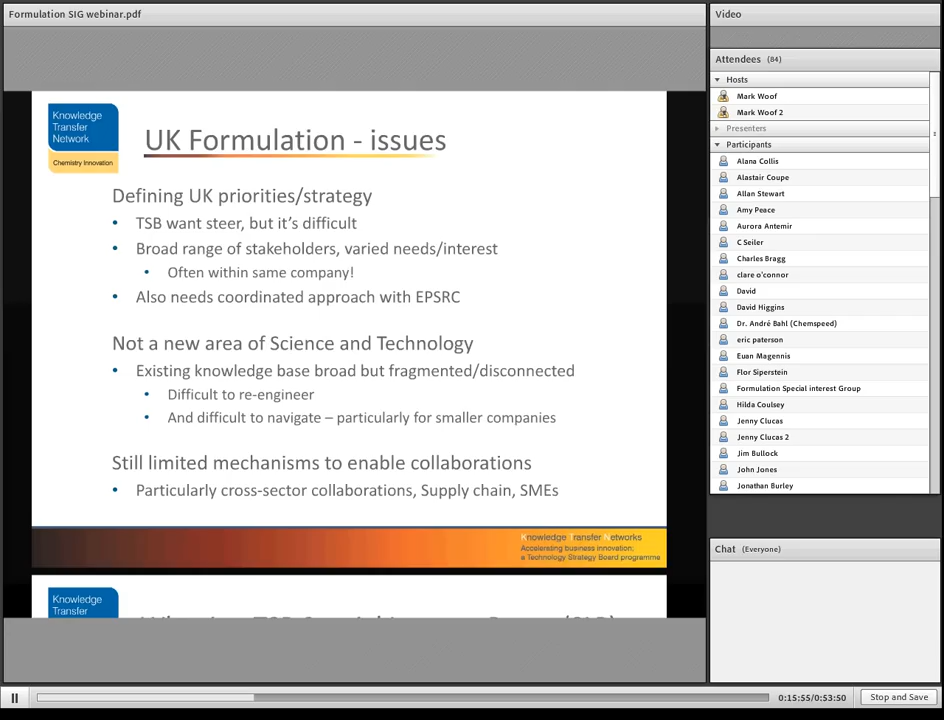 Formulation SIG webinar.pdf
Knowledge
Transfer
Network
Chemistry Innovation
UK Formulation - issues
Defining UK priorities/strategy
• TSB want steer, but it's difficult
• Broad range of stakeholders, varied needs/interest
• Often within same company!
• Also needs coordinated approach with EPSRC
Not a new area of Science and Technology
• Existing knowledge base broad but fragmented/disconnected
• Difficult to re-engineer
• And difficult to navigate – particularly for smaller companies
Still limited mechanisms to enable collaborations
• Particularly cross-sector collaborations, Supply chain, SMEs
Knowledge Transfer Networks
Accelerating business innovation;
a Technology Strategy Board programme
Knowledge
Transfer
Video
Attendees (84)
Hosts
Mark Woof
Mark Woof 2
Presenters
Participants
Alana Collis
Alastair Coupe
Allan Stewart
Amy Peace
Aurora Antemir
C Seiler
Charles Bragg
clare o'connor
David
David Higgins
Dr. André Bahl (Chemspeed)
eric paterson
Euan Magennis
Flor Siperstein
Formulation Special interest Group
Hilda Coulsey
Jenny Clucas
Jenny Clucas 2
Jim Bullock
John Jones
Jonathan Burley
Chat (Everyone)
0:15:55/0:53:50
Stop and Save